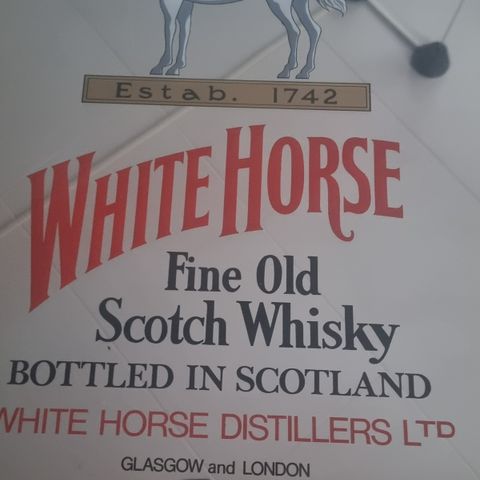 Estab. 1742
WHITE HORSE
Fine Old
Scotch Whisky
BOTTLED IN SCOTLAND
WHITE HORSE DISTILLERS LTD
GLASGOW and LONDON